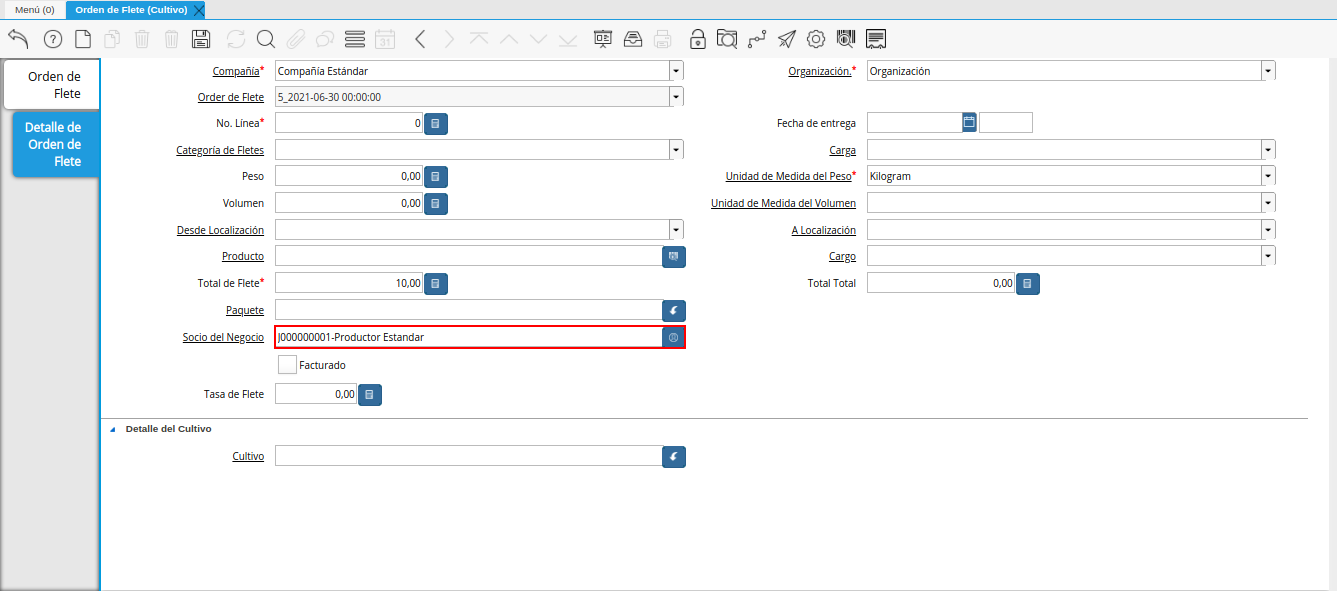 Menú (0)
Orden de Flete (Cultivo)
31
Orden de
Flete
Detalle de
Orden de
Flete
Compañía* Compañía Estándar
Organización.* Organización
Order de Flete 5_2021-06-30 00:00:00
No. Línea* 0
Fecha de entrega
Categoría de Fletes
Carga
Peso 0,00
Unidad de Medida del Peso* Kilogram
Volumen 0,00
Unidad de Medida del Volumen
Desde Localización
A Localización
Producto
Cargo
Total de Flete* 10,00
Total Total 0,00
Paquete
Socio del Negocio J000000001-Productor Estandar
Facturado
Tasa de Flete 0,00
Detalle del Cultivo
Cultivo